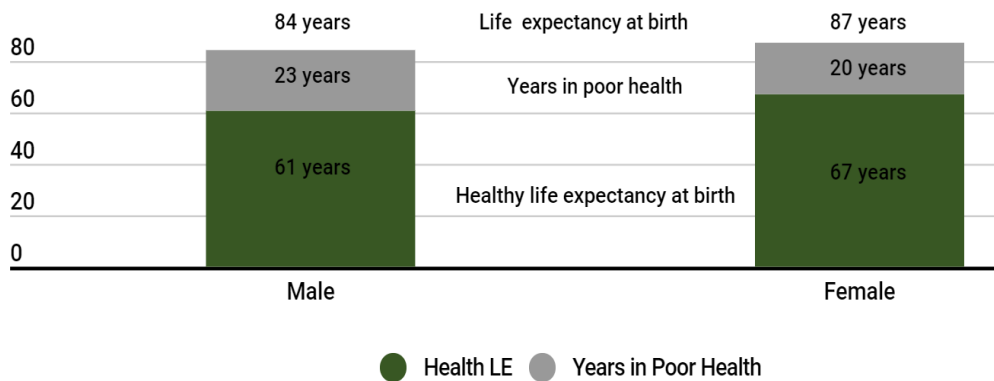 84 years Life expectancy at birth 87 years
80
23 years Years in poor health 20 years
60
40
61 years 67 years
20 Healthy life expectancy at birth
0
Male Female
Health LE Years in Poor Health